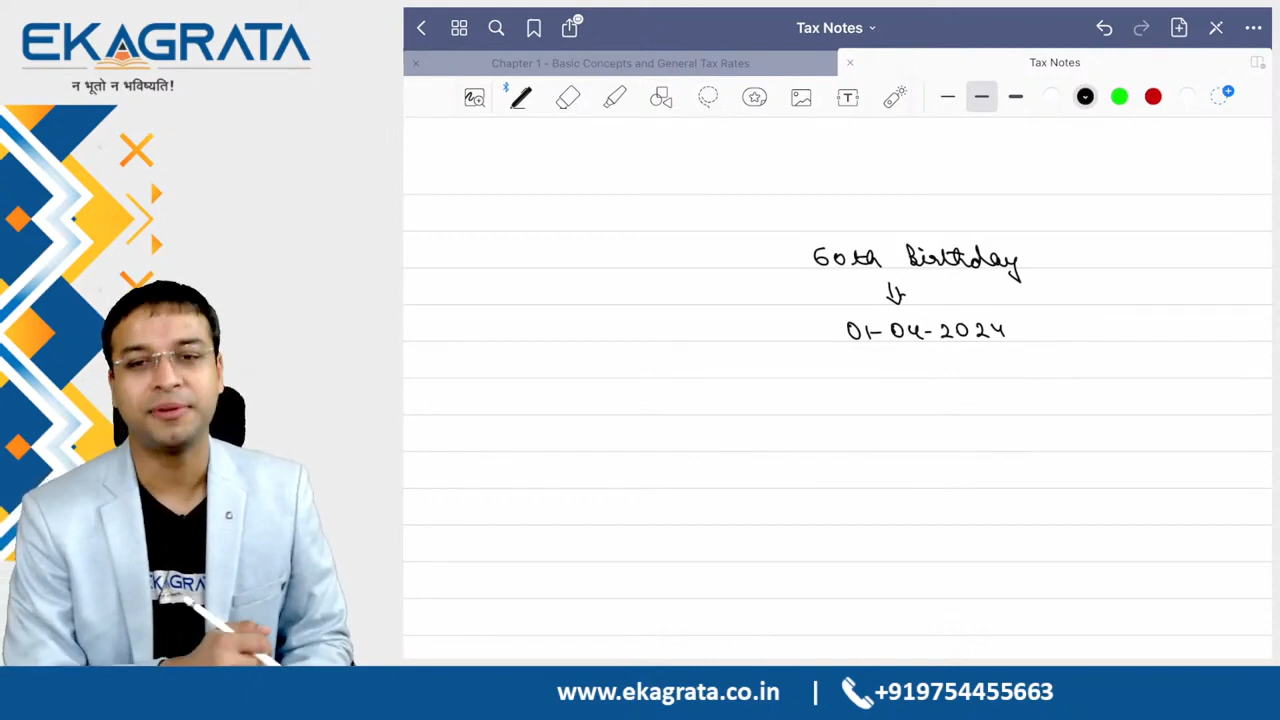 EKAGRATA
न भूतो न भविष्यति!
Tax Notes
Chapter 1 - Basic Concepts and General Tax Rates
Tax Notes
60th Birthday
01-04-2024
EKAGRATA
www.ekagrata.co.in | +919754455663